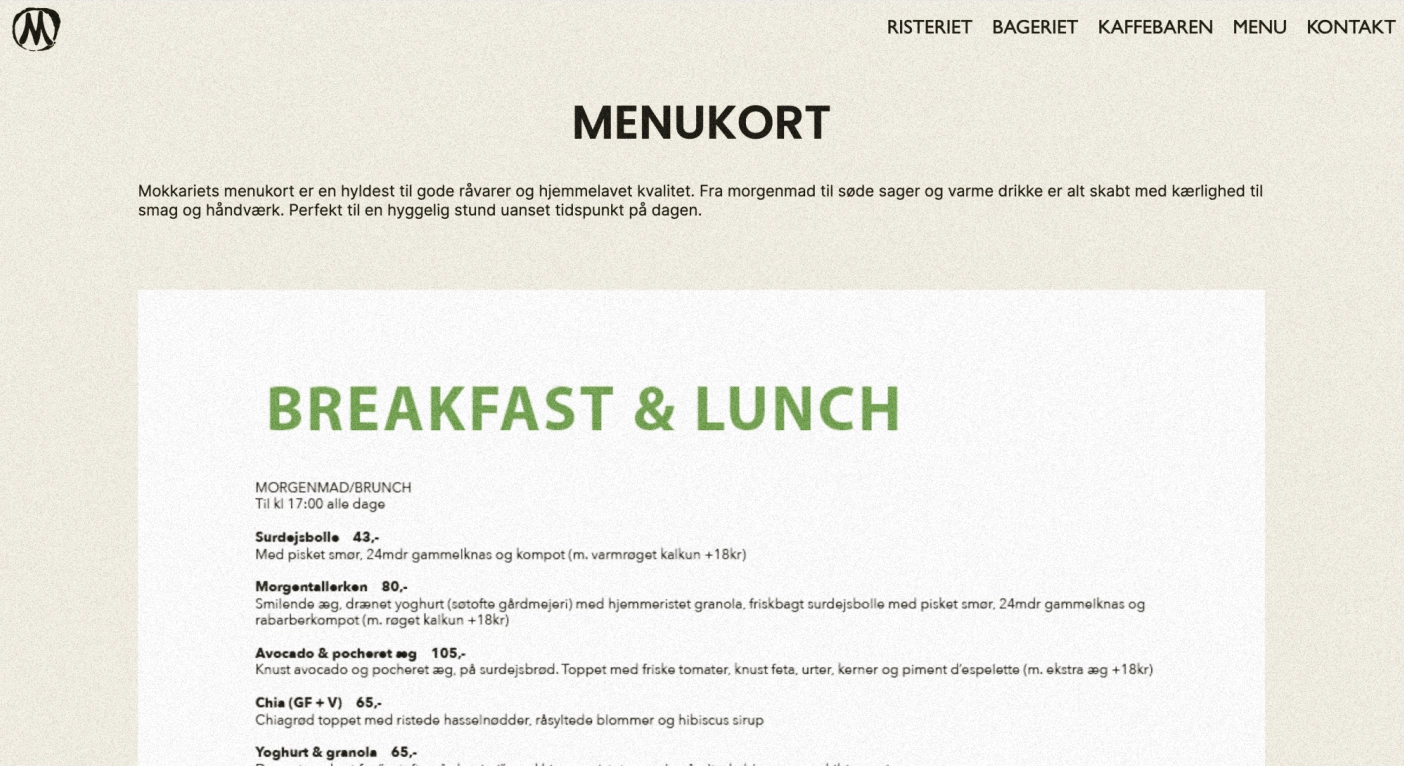 M
RISTERIET BAGERIET KAFFEBAREN MENU KONTAKT
MENUKORT
Mokkariets menukort er en hyldest til gode råvarer og hjemmelavet kvalitet. Fra morgenmad til søde sager og varme drikke er alt skabt med kærlighed til
smag og håndværk. Perfekt til en hyggelig stund uanset tidspunkt på dagen.
BREAKFAST & LUNCH
MORGENMAD/BRUNCH
Til kl 17:00 alle dage
Surdejsbolle 43,-
Med pisket smør, 24mdr gammelknas og kompot (m. varmrøget kalkun +18kr)
Morgentallerken 80,-
Smilende æg, drænet yoghurt (søtofte gårdmejeri) med hjemmeristet granola, friskbagt surdejsbolle med pisket smør, 24mdr gammelknas og
rabarberkompot (m. røget kalkun +18kr)
Avocado & pocheret æg 105,-
Knust avocado og pocheret æg, på surdejsbrød. Toppet med friske tomater, knust feta, urter, kerner og piment d'espelette (m. ekstra æg +18kr)
Chia (GF + V) 65,-
Chiagrød toppet med ristede hasselnødder, råsyltede blommer og hibiscus sirup
Yoghurt & granola 65,-